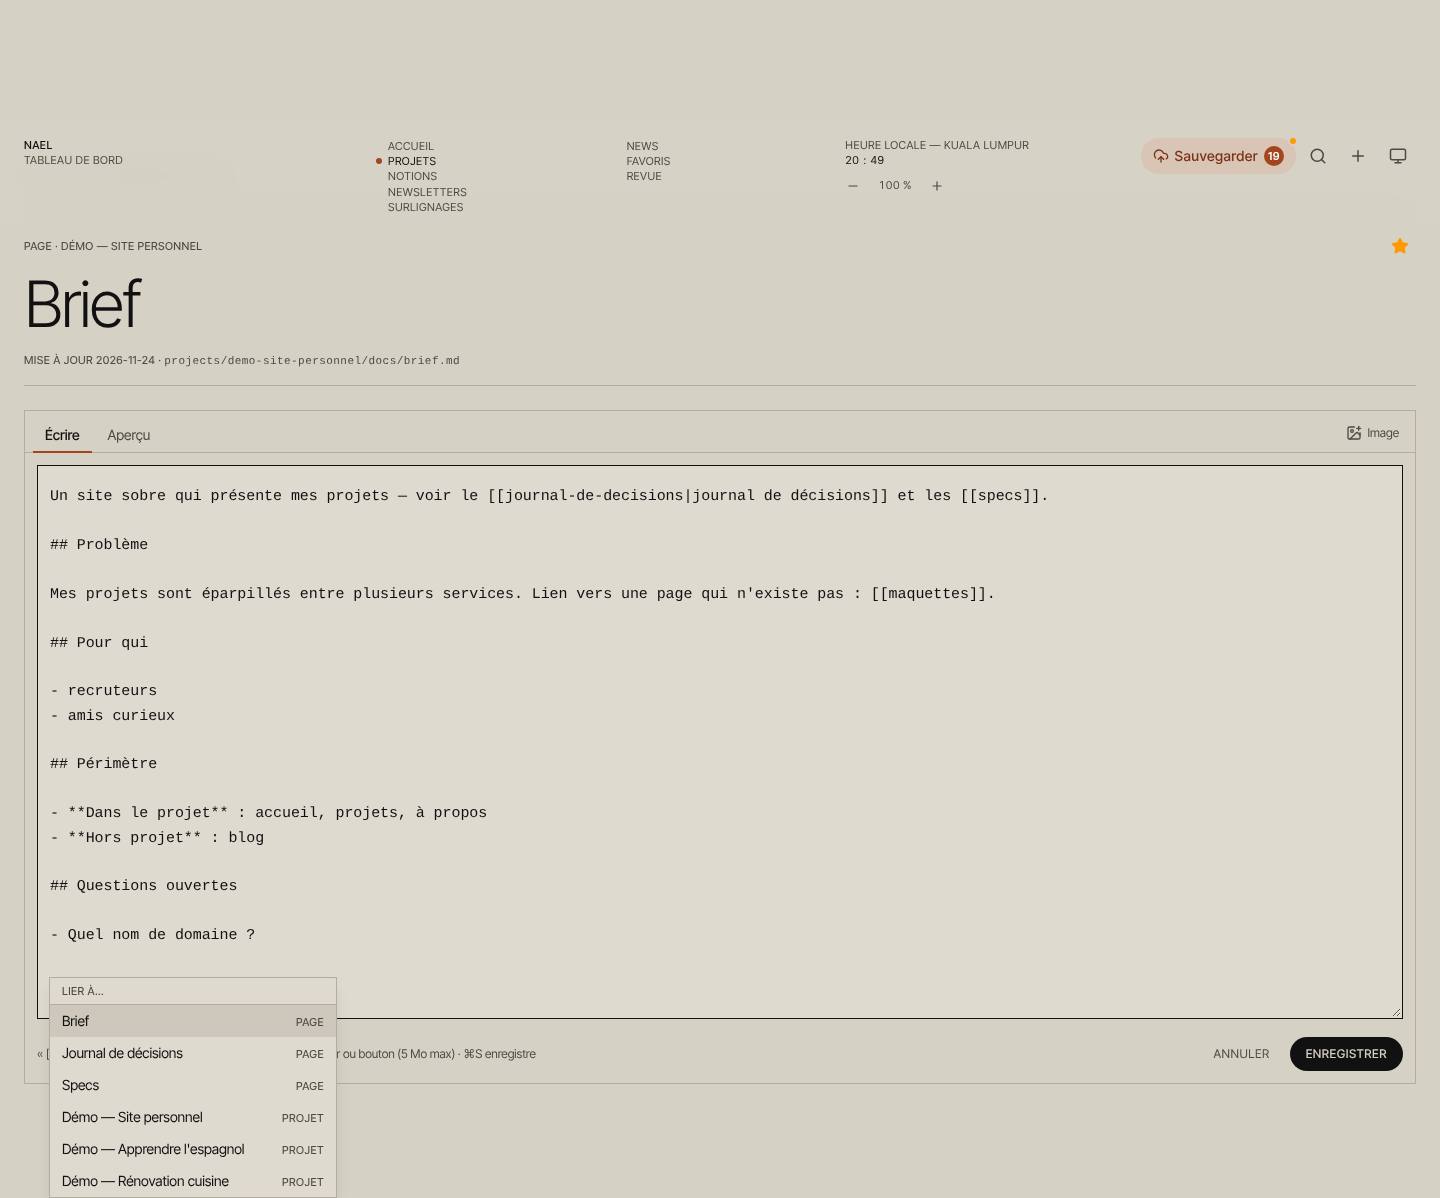 NAEL
TABLEAU DE BORD
ACCUEIL
PROJETS
NOTIONS
NEWSLETTERS
SURLIGNAGES
NEWS
FAVORIS
REVUE
HEURE LOCALE — KUALA LUMPUR
20 : 49
100 %
Sauvegarder 19
PAGE · DÉMO — SITE PERSONNEL
Brief
MISE À JOUR 2026-11-24 · projects/demo-site-personnel/docs/brief.md
Écrire
Aperçu
Image
Un site sobre qui présente mes projets — voir le [[journal-de-decisions|journal de décisions]] et les [[specs]].
## Problème
Mes projets sont éparpillés entre plusieurs services. Lien vers une page qui n'existe pas : [[maquettes]].
## Pour qui
- recruteurs
- amis curieux
## Périmètre
- **Dans le projet** : accueil, projets, à propos
- **Hors projet** : blog
## Questions ouvertes
- Quel nom de domaine ?
LIER À…
Brief PAGE
Journal de décisions PAGE
Specs PAGE
Démo — Site personnel PROJET
Démo — Apprendre l'espagnol PROJET
Démo — Rénovation cuisine PROJET
« [
ou bouton (5 Mo max) · ⌘S enregistre
ANNULER
ENREGISTRER